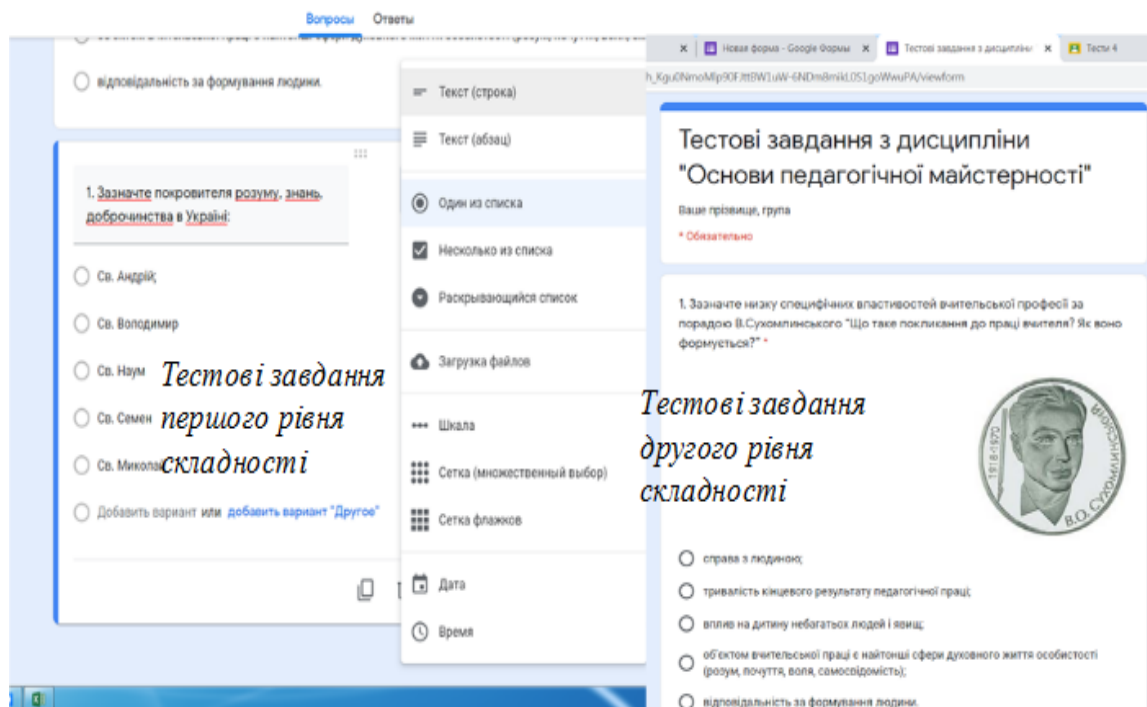 Вопросы Ответы
відповідальність за формування людини.
1. Зазначте покровителя розуму, знань,
доброчинства в Україні:
Св. Андрій;
Св. Володимир
Св. Наум
Св. Семен
Св. Миколай
Добавить вариант или добавить вариант "Другое"
Тестові завдання
першого рівня
складності
Текст (строка)
Текст (абзац)
Один из списка
Несколько из списка
Раскрывающийся список
Загрузка файлов
Шкала
Сетка (множественный выбор)
Сетка флажков
Дата
Время
Новая форма - Google Формы Тестові завдання з дисципліни Тести 4
Тестові завдання з дисципліни
"Основи педагогічної майстерності"
Ваше прізвище, група
* Обязательно
1. Зазначте низку специфічних властивостей вчительської професії за
порадою В.Сухомлинського "Що таке покликання до праці вчителя? Як воно
формується?" *
Тестові завдання
другого рівня
складності
1918-1970
В.О. СУХОМЛИНСЬКИЙ
справа з людиною;
тривалість кінцевого результату педагогічної праці;
вплив на дитину небагатьох людей і явищ;
об'єктом вчительської праці є найтонші сфери духовного життя особистості
(розум, почуття, воля, самосвідомість);
відповідальність за формування людини.